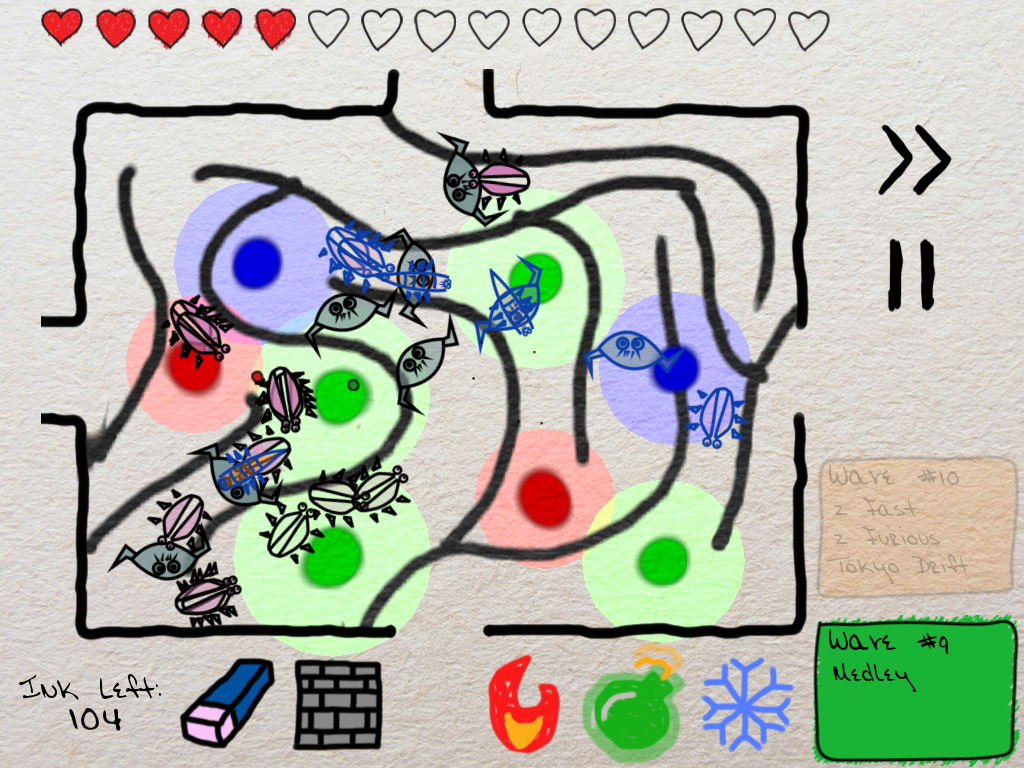 Wave #10
2 Fast
2 Furious
Tokyo Drift
Wave #9
Medley
Ink Left:
104